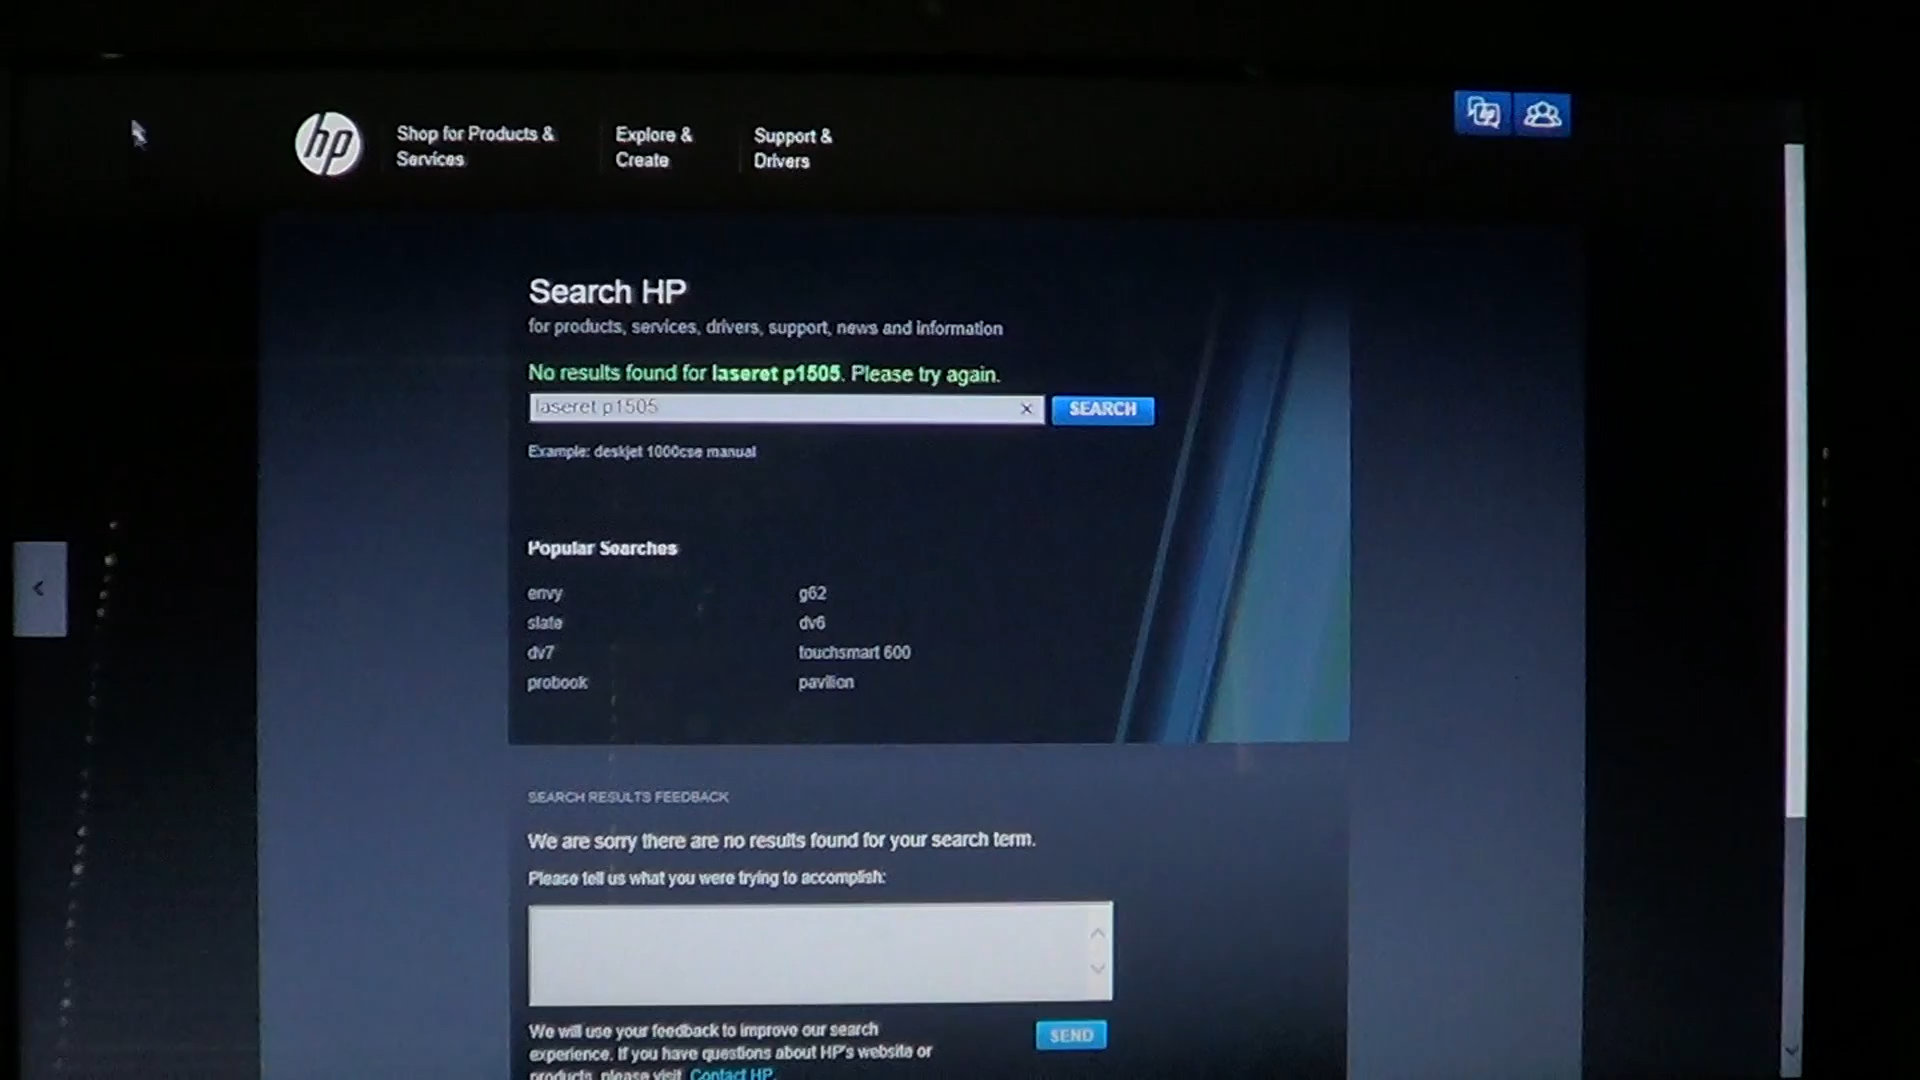 hp
Shop for Products &
Services
Explore &
Create
Support &
Drivers
Search HP
for products, services, drivers, support, news and information
No results found for laseret p1505. Please try again.
laseret p1505
SEARCH
Example: deskjet 1000cse manual
Popular Searches
envy
g62
slate
dv6
dv7
touchsmart 600
probook
pavilion
SEARCH RESULTS FEEDBACK
We are sorry there are no results found for your search term.
Please tell us what you were trying to accomplish:
We will use your feedback to improve our search
experience. If you have questions about HP's website or
products, please visit Contact HP.
SEND